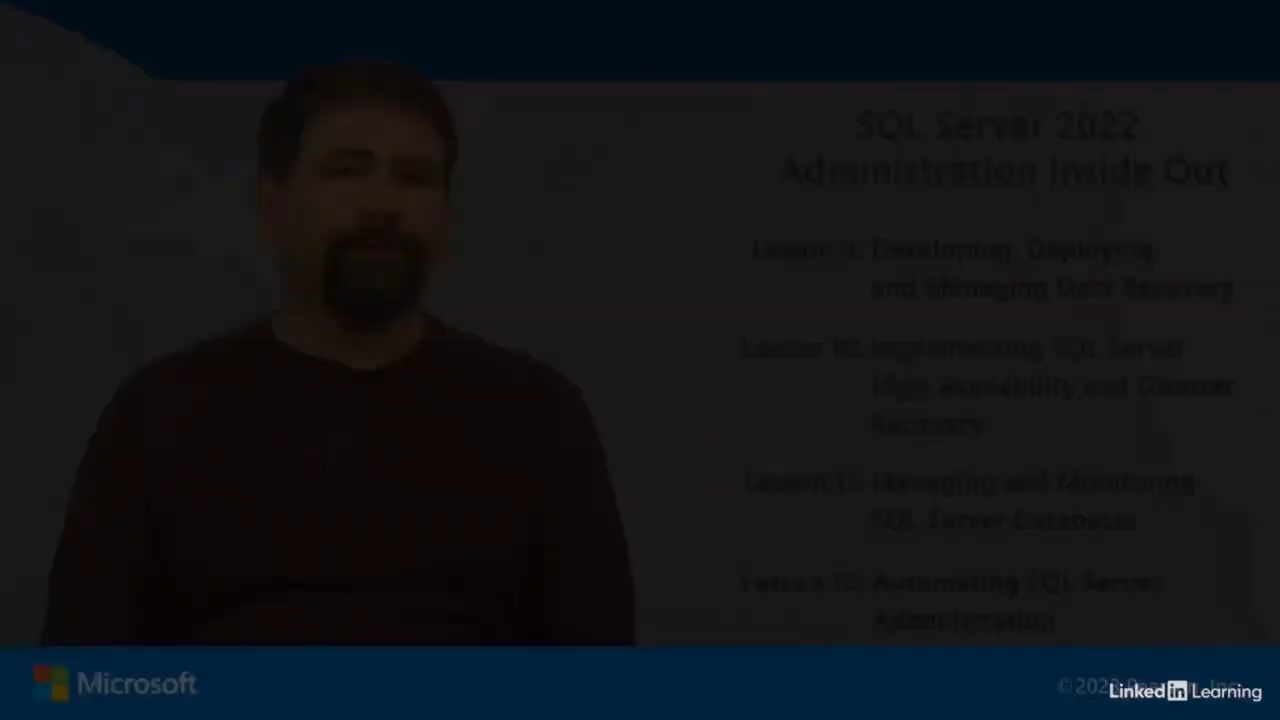 SQL Server 2022
Administration Inside Out
Lesson 9: Developing, Deploying,
and Managing Data Recovery
Lesson 10: Implementing SQL Server
High Availability and Disaster
Recovery
Lesson 11: Managing and Monitoring
SQL Server Databases
Lesson 12: Automating SQL Server
Administration
Microsoft
LinkedIn Learning